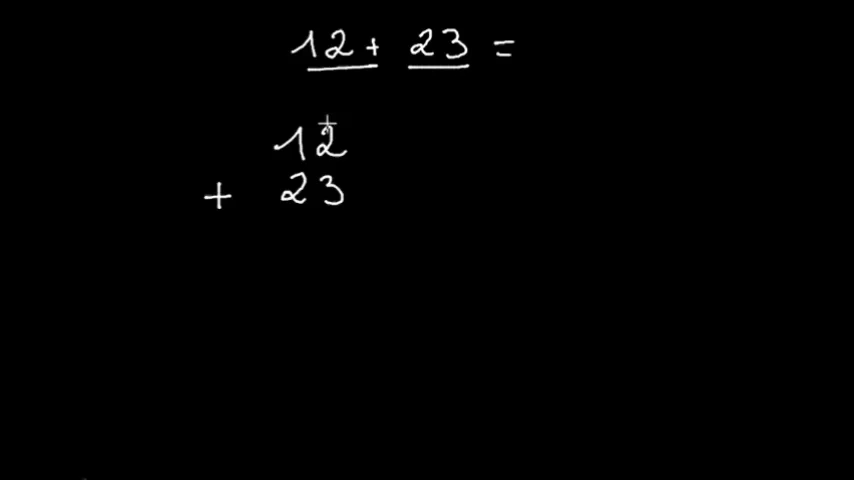 12 + 23 =
12
+ 23